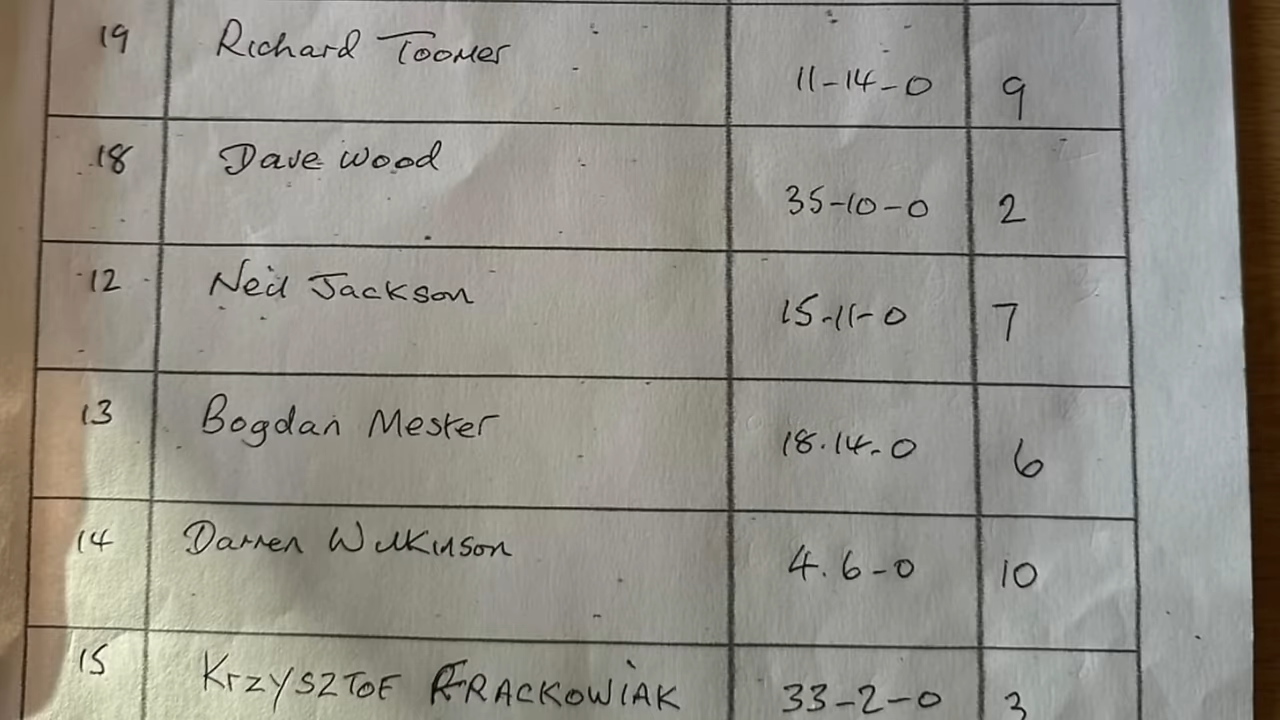 19 Richard Toomer 11-14-0 9
18 Dave Wood 35-10-0 2
12 Neil Jackson 15-11-0 7
13 Bogdan Mester 18.14.0 6
14 Darren Wilkinson 4.6-0 10
15 KrzySZTOF FRACKOWiAK 33-2-0 3